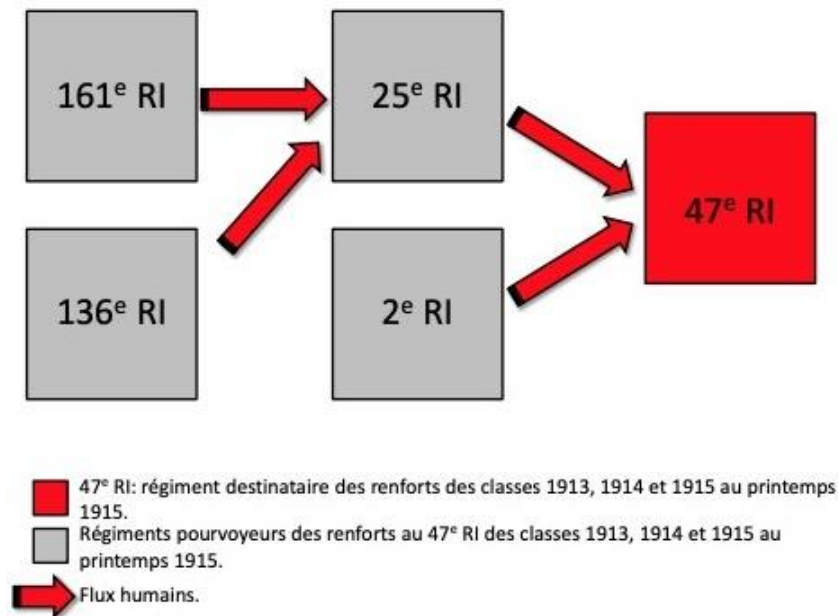 161e RI
25e RI
47e RI
136e RI
2e RI
47e RI: régiment destinataire des renforts des classes 1913, 1914 et 1915 au printemps
1915.
Régiments pourvoyeurs des renforts au 47e RI des classes 1913, 1914 et 1915 au
printemps 1915.
Flux humains.